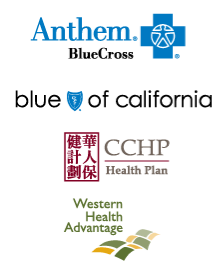 Anthem®
BlueCross
blue of california
健華
計人
劃保
CCHP
Health Plan
Western
Health
Advantage